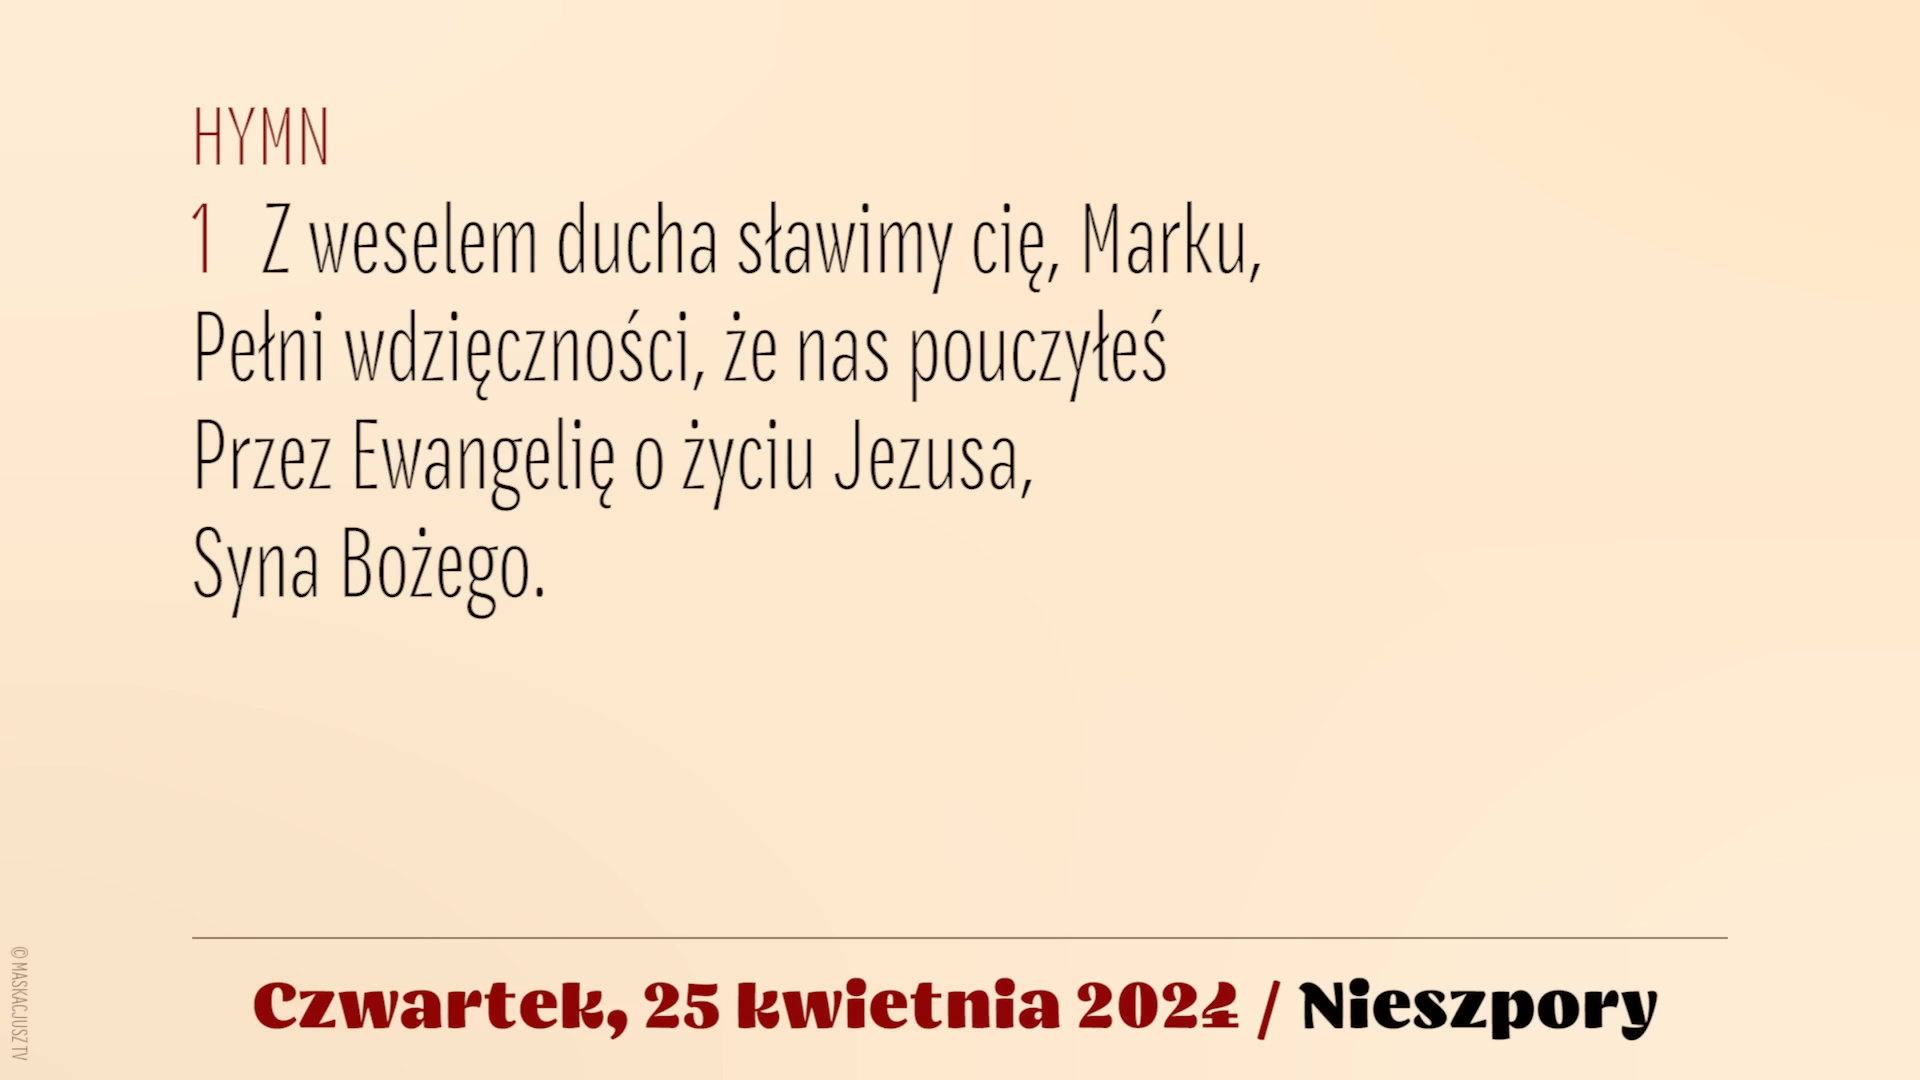 HYMN
1 Z weselem ducha sławimy cię, Marku,
Pełni wdzięczności, że nas pouczyłeś
Przez Ewangelię o życiu Jezusa,
Syna Bożego.
Czwartek, 25 kwietnia 2024 / Nieszpory
© MASKACJUSZ TV